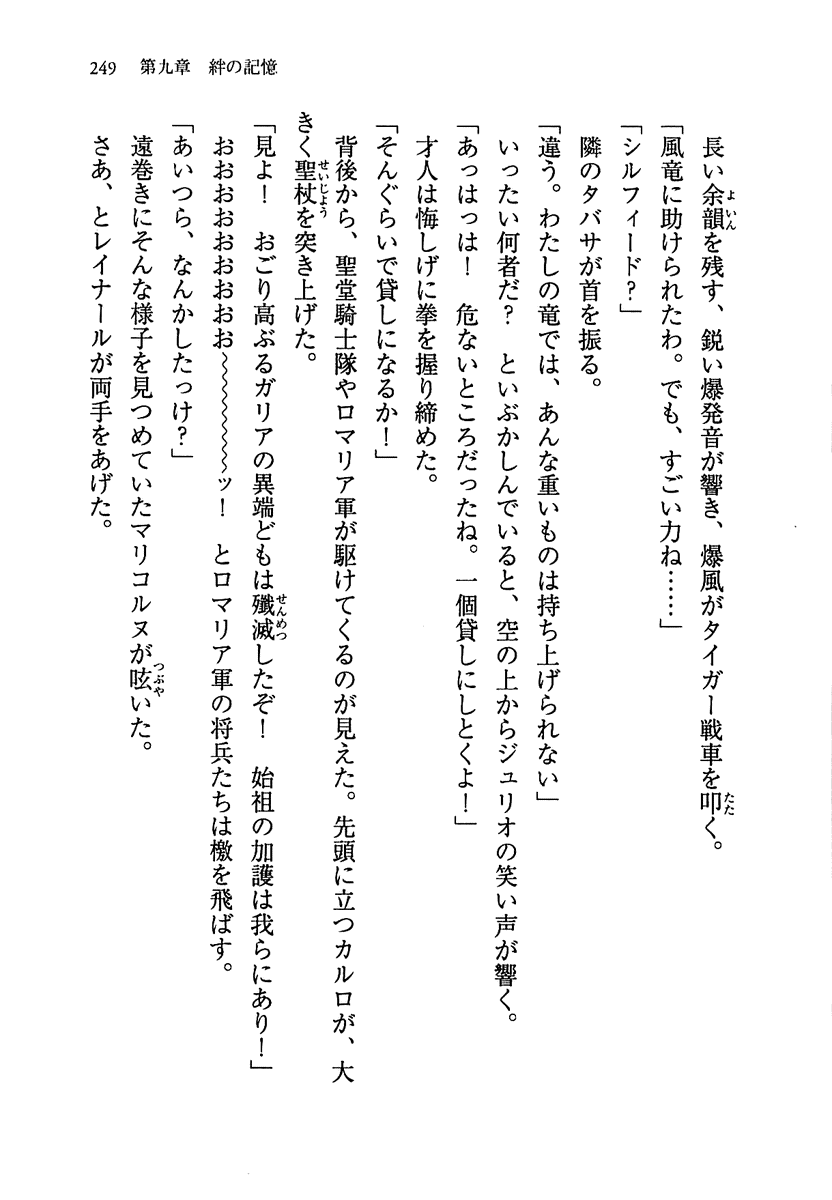 249　第九章　絆の記憶
長い余韻を残す、鋭い爆発音が響き、爆風がタイガー戦車を叩く。
「風竜に助けられたわ。でも、すごい力ね……」
「シルフィード？」
隣のタバサが首を振る。
「違う。わたしの竜では、あんな重いものは持ち上げられない」
いったい何者だ？　といぶかしんでいると、空の上からジュリオの笑い声が響く。
「あっはっは！　危ないところだったね。一個貸しにしとくよ！」
才人は悔しげに拳を握り締めた。
「そんぐらいで貸しになるか！」
背後から、聖堂騎士隊やロマリア軍が駆けてくるのが見えた。先頭に立つカルロが、大
きく聖杖を突き上げた。
「見よ！　おごり高ぶるガリアの異端どもは殲滅したぞ！　始祖の加護は我らにあり！」
おおおおおおおおお〜〜〜〜〜〜ッ！　とロマリア軍の将兵たちは檄を飛ばす。
「あいつら、なんかしたっけ？」
遠巻きにそんな様子を見つめていたマリコルヌが呟いた。
さあ、とレイナールが両手をあげた。